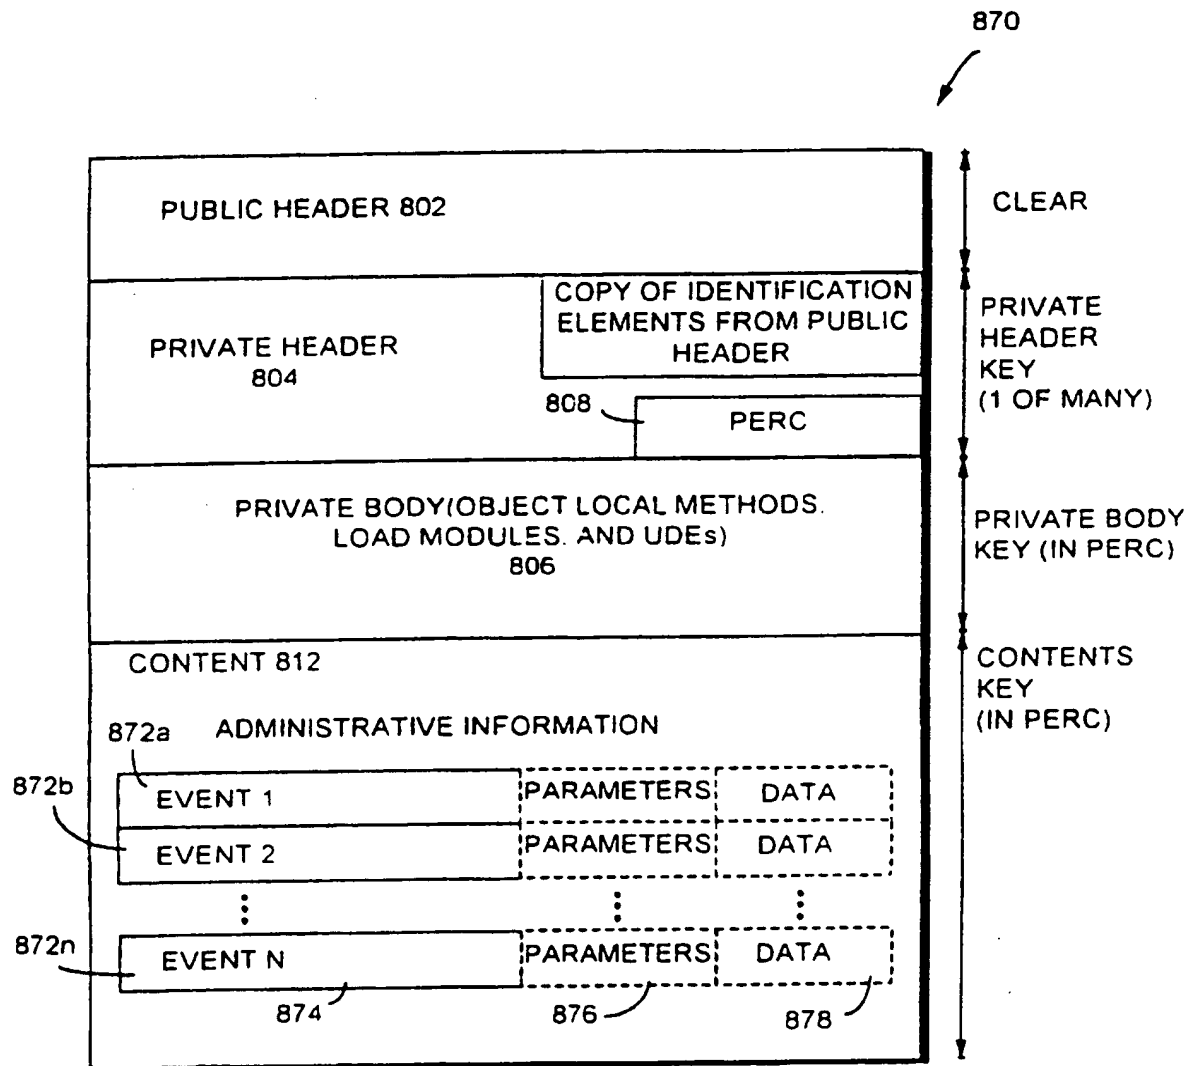 870
PUBLIC HEADER 802
CLEAR
COPY OF IDENTIFICATION
ELEMENTS FROM PUBLIC
HEADER
PRIVATE HEADER
804
808
PERC
PRIVATE
HEADER
KEY
(1 OF MANY)
PRIVATE BODY(OBJECT LOCAL METHODS.
LOAD MODULES. AND UDEs)
806
PRIVATE BODY
KEY (IN PERC)
CONTENT 812
CONTENTS
KEY
(IN PERC)
ADMINISTRATIVE INFORMATION
872a
872b
EVENT 1 PARAMETERS DATA
EVENT 2 PARAMETERS DATA
872n
EVENT N PARAMETERS DATA
874 876 878